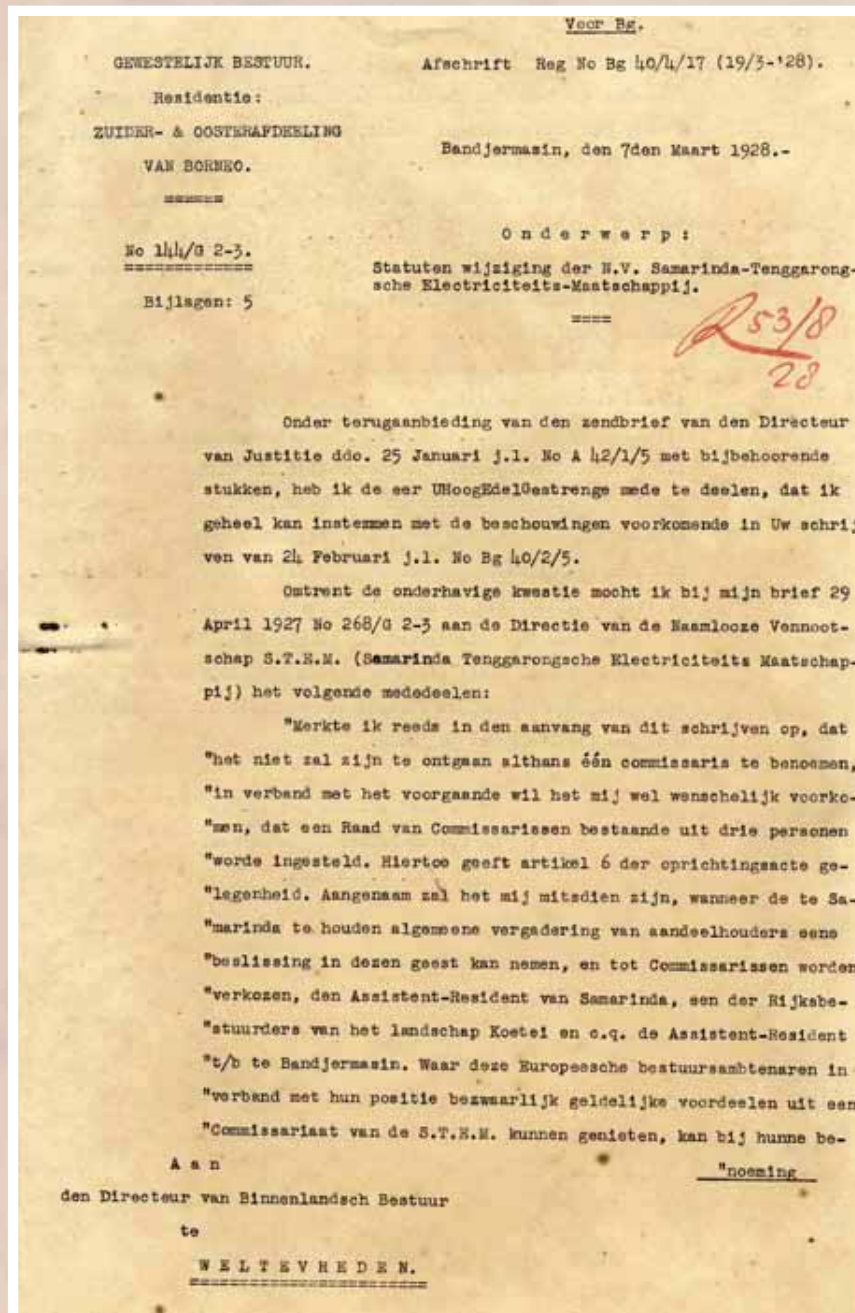 Voor Bg.
GEWESTELIJK BESTUUR.
Afschrift Reg No Bg 40/4/17 (19/3-'28).
Residentie:
ZUIDER- & OOSTERAFDEELING
VAN BORNEO.
======
Bandjermasin, den 7den Maart 1928.-
No 144/G 2-3.
=============
Bijlagen: 5
Onderwerp:
Statuten wijziging der N.V. Samarinda-Tenggarong-
sche Electriciteits-Maatschappij.
====
R 53/8
28
Onder terugaanbieding van den zendbrief van den Directeur
van Justitie ddo. 25 Januari j.l. No A 42/1/5 met bijbehoorende
stukken, heb ik de eer UHoogEdelGestrenge mede te deelen, dat ik
geheel kan instemmen met de beschouwingen voorkomende in Uw schrij
ven van 24 Februari j.l. No Bg 40/2/5.
Omtrent de onderhavige kwestie mocht ik bij mijn brief 29
April 1927 No 268/G 2-3 aan de Directie van de Naamlooze Vennoot-
schap S.T.E.M. (Samarinda Tenggarongsche Electriciteits Maatschap-
pij) het volgende mededeelen:
"Merkte ik reeds in den aanvang van dit schrijven op, dat
"het niet zal zijn te ontgaan althans één commissaris te benoemen,
"in verband met het voorgaande wil het mij wel wenschelijk voorko-
"men, dat een Raad van Commissarissen bestaande uit drie personen
"worde ingesteld. Hiertoe geeft artikel 6 der oprichtingsacte ge-
"legenheid. Aangenaam zal het mij mitsdien zijn, wanneer de te Sa-
"marinda te houden algemeene vergadering van aandeelhouders eene
"beslissing in dezen geest kan nemen, en tot Commissarissen worden
"verkozen, den Assistent-Resident van Samarinda, een der Rijksbe-
"stuurders van het landschap Koetei en c.q. de Assistent-Resident
"t/b te Bandjermasin. Waar deze Europeesche bestuursambtenaren in
"verband met hun positie bezwaarlijk geldelijke voordeelen uit een
"Commissariaat van de S.T.E.M. kunnen genieten, kan bij hunne be-
"noeming
Aan
den Directeur van Binnenlandsch Bestuur
te
WELTEVREDEN.
========================